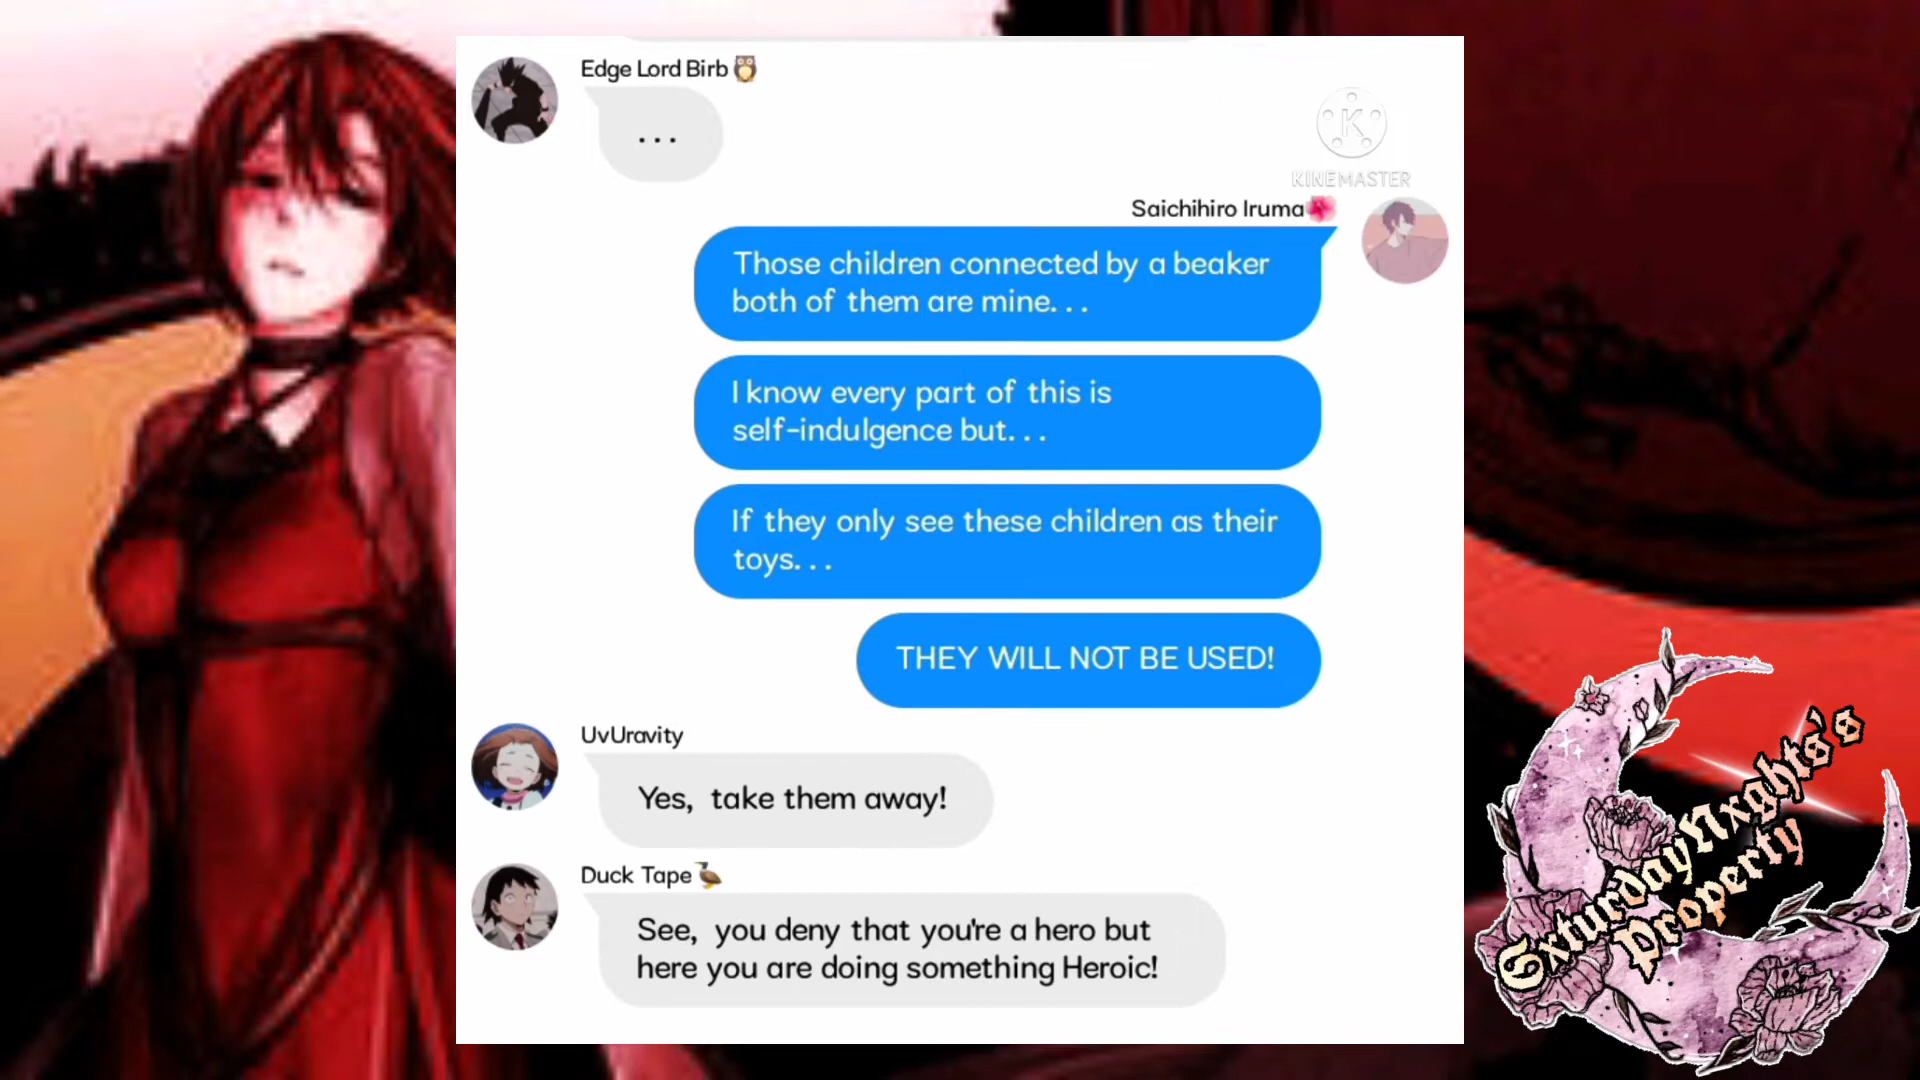 Edge Lord Birb🦉
...
K
KINEMASTER
Saichihiro Iruma🌺
Those children connected by a beaker
both of them are mine...
I know every part of this is
self-indulgence but...
If they only see these children as their
toys...
THEY WILL NOT BE USED!
UvUravity
Yes, take them away!
Duck Tape🦆
See, you deny that you're a hero but
here you are doing something Heroic!
SxturdayNxghts's
Property